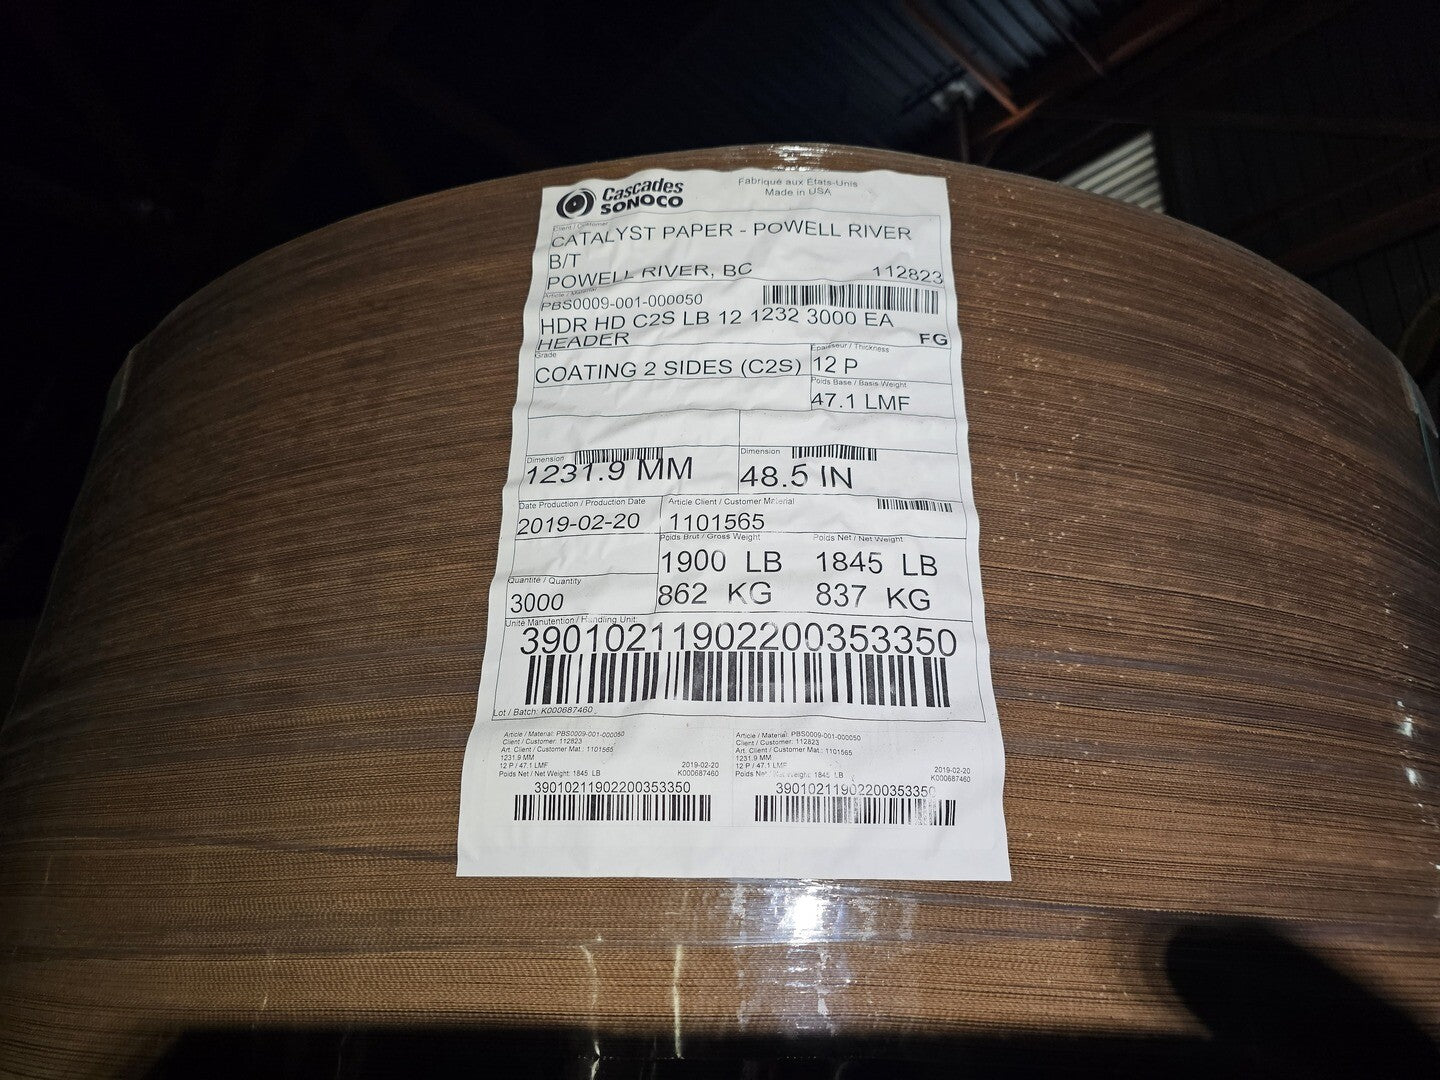 Cascades
SONOCO
Fabriqué aux États-Unis
Made in USA
Client / Customer
CATALYST PAPER - POWELL RIVER
B/T
POWELL RIVER, BC 112823
Article / Material
PBS0009-001-000050
HDR HD C2S LB 12 1232 3000 EA
HEADER FG
Grade
COATING 2 SIDES (C2S)
Épaisseur / Thickness
12 P
Poids Base / Basis Weight
47.1 LMF
Dimension
1231.9 MM
Dimension
48.5 IN
Date Production / Production Date
2019-02-20
Article Client / Customer Material
1101565
Poids Brut / Gross Weight
1900 LB
862 KG
Poids Net / Net Weight
1845 LB
837 KG
Quantité / Quantity
3000
Unité Manutention / Handling Unit:
39010211902200353350
Lot / Batch: K000687460
Article / Material: PBS0009-001-000050
Client / Customer: 112823
Art. Client / Customer Mat.: 1101565
1231.9 MM
12 P / 47.1 LMF 2019-02-20
Poids Net / Net Weight: 1845 LB K000687460
39010211902200353350
Article / Material: PBS0009-001-000050
Client / Customer: 112823
Art. Client / Customer Mat.: 1101565
1231.9 MM
12 P / 47.1 LMF 2019-02-20
Poids Net / Net Weight: 1845 LB K000687460
39010211902200353350